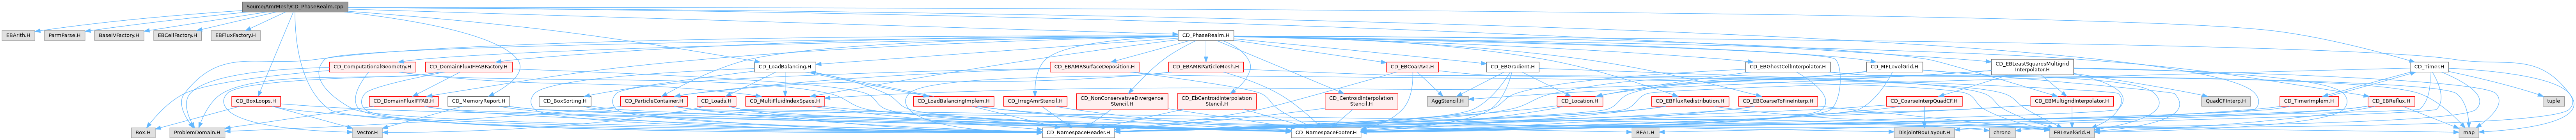 Source/AmrMesh/CD_PhaseRealm.cpp
EBArith.H
ParmParse.H
BaseIVFactory.H
EBCellFactory.H
EBFluxFactory.H
CD_PhaseRealm.H
CD_ComputationalGeometry.H
CD_DomainFluxIFFABFactory.H
CD_LoadBalancing.H
CD_EBAMRSurfaceDeposition.H
CD_EBAMRParticleMesh.H
CD_EBCoarAve.H
CD_EBGradient.H
CD_EBGhostCellInterpolator.H
CD_MFLevelGrid.H
CD_EBLeastSquaresMultigrid
Interpolator.H
CD_Timer.H
CD_BoxLoops.H
CD_DomainFluxIFFAB.H
CD_MemoryReport.H
CD_BoxSorting.H
CD_ParticleContainer.H
CD_Loads.H
CD_MultiFluidIndexSpace.H
CD_LoadBalancingImplem.H
CD_IrregAmrStencil.H
CD_NonConservativeDivergence
Stencil.H
CD_EbCentroidInterpolation
Stencil.H
CD_CentroidInterpolation
Stencil.H
AggStencil.H
CD_Location.H
CD_EBFluxRedistribution.H
CD_EBCoarseToFineInterp.H
CD_CoarseInterpQuadCF.H
CD_EBMultigridInterpolator.H
QuadCFInterp.H
CD_TimerImplem.H
CD_EBReflux.H
tuple
Box.H
ProblemDomain.H
Vector.H
CD_NamespaceHeader.H
CD_NamespaceFooter.H
REAL.H
DisjointBoxLayout.H
chrono
EBLevelGrid.H
map